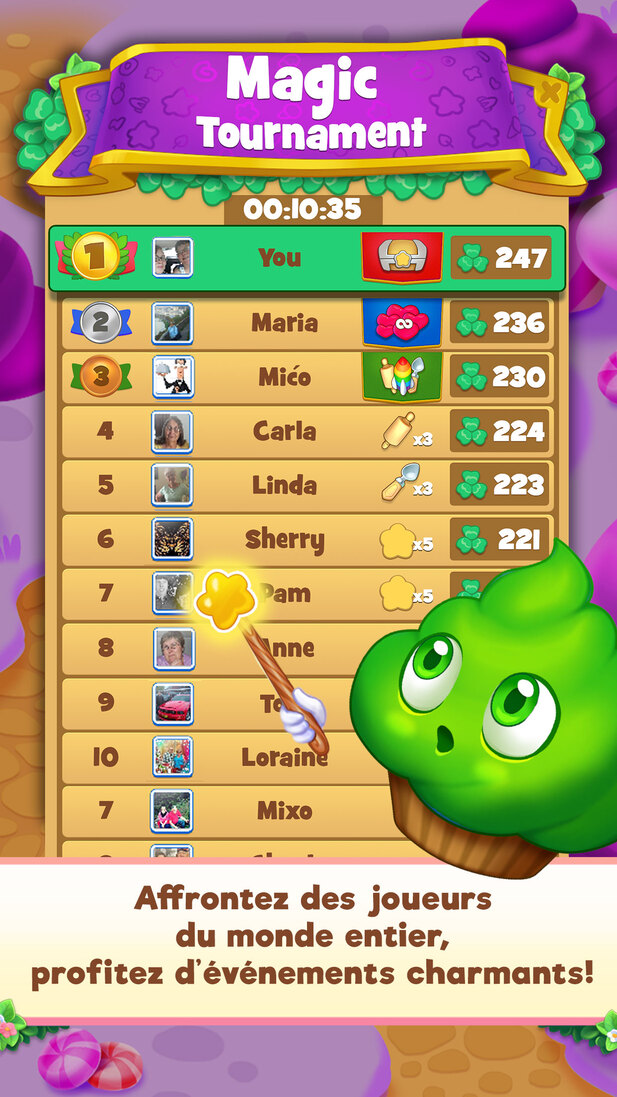 Magic
Tournament
00:10:35
1 You 247
2 Maria 236
3 Mićo 230
4 Carla x3 224
5 Linda x3 223
6 Sherry x5 221
7 Pam x5
8 Anne
9
10 Loraine
7 Mixo
Affrontez des joueurs
du monde entier,
profitez d'événements charmants!